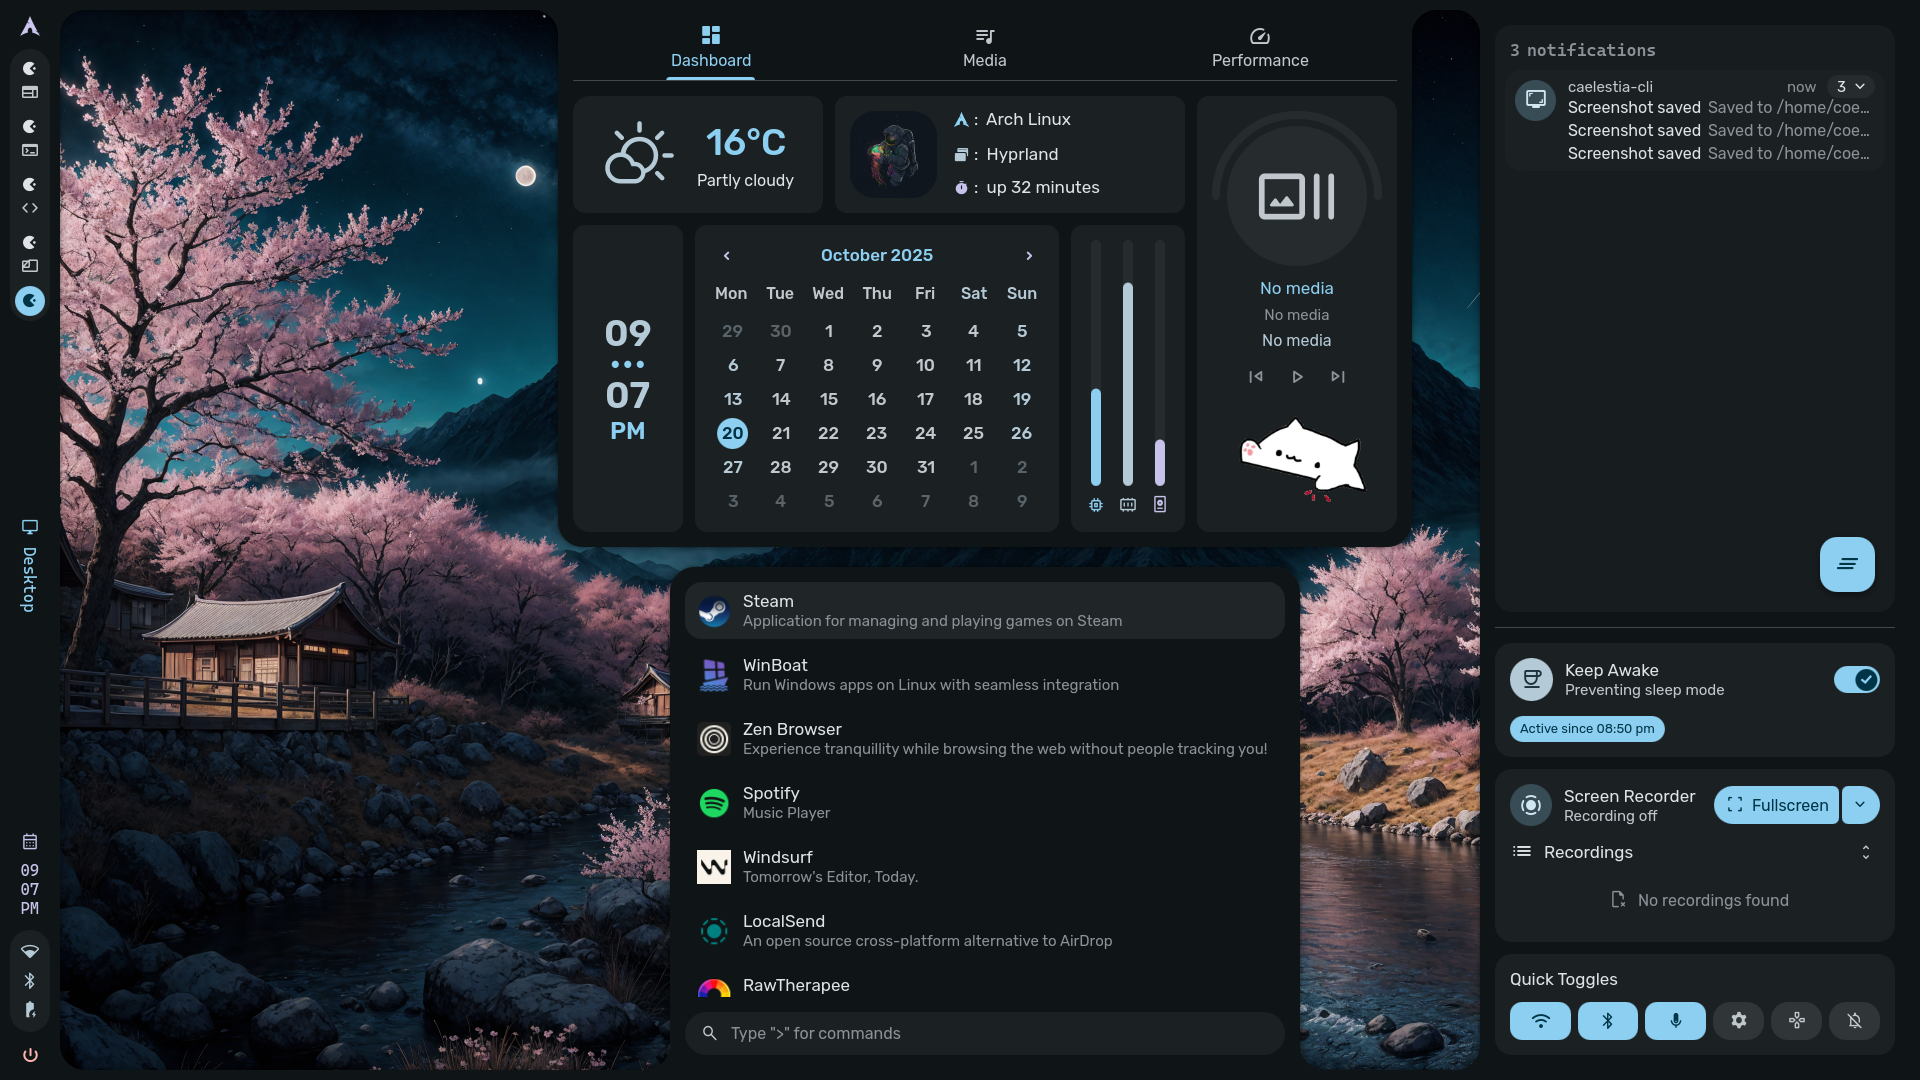 Desktop
09
07
PM
Dashboard
Media
Performance
16°C
Partly cloudy
: Arch Linux
: Hyprland
: up 32 minutes
09
07
PM
October 2025
Mon Tue Wed Thu Fri Sat Sun
29 30 1 2 3 4 5
6 7 8 9 10 11 12
13 14 15 16 17 18 19
20 21 22 23 24 25 26
27 28 29 30 31 1 2
3 4 5 6 7 8 9
No media
No media
No media
Steam
Application for managing and playing games on Steam
WinBoat
Run Windows apps on Linux with seamless integration
Zen Browser
Experience tranquillity while browsing the web without people tracking you!
Spotify
Music Player
Windsurf
Tomorrow's Editor, Today.
LocalSend
An open source cross-platform alternative to AirDrop
RawTherapee
Type ">" for commands
3 notifications
caelestia-cli now 3
Screenshot saved Saved to /home/coe...
Screenshot saved Saved to /home/coe...
Screenshot saved Saved to /home/coe...
Keep Awake
Preventing sleep mode
Active since 08:50 pm
Screen Recorder
Recording off
Fullscreen
Recordings
No recordings found
Quick Toggles